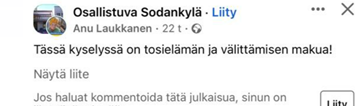 Osallistuva Sodankylä · Liity
Anu Laukkanen · 22 t ·
Tässä kyselyssä on tosielämän ja välittämisen makua!
Näytä liite
Jos haluat kommentoida tätä julkaisua, sinun on
Liity